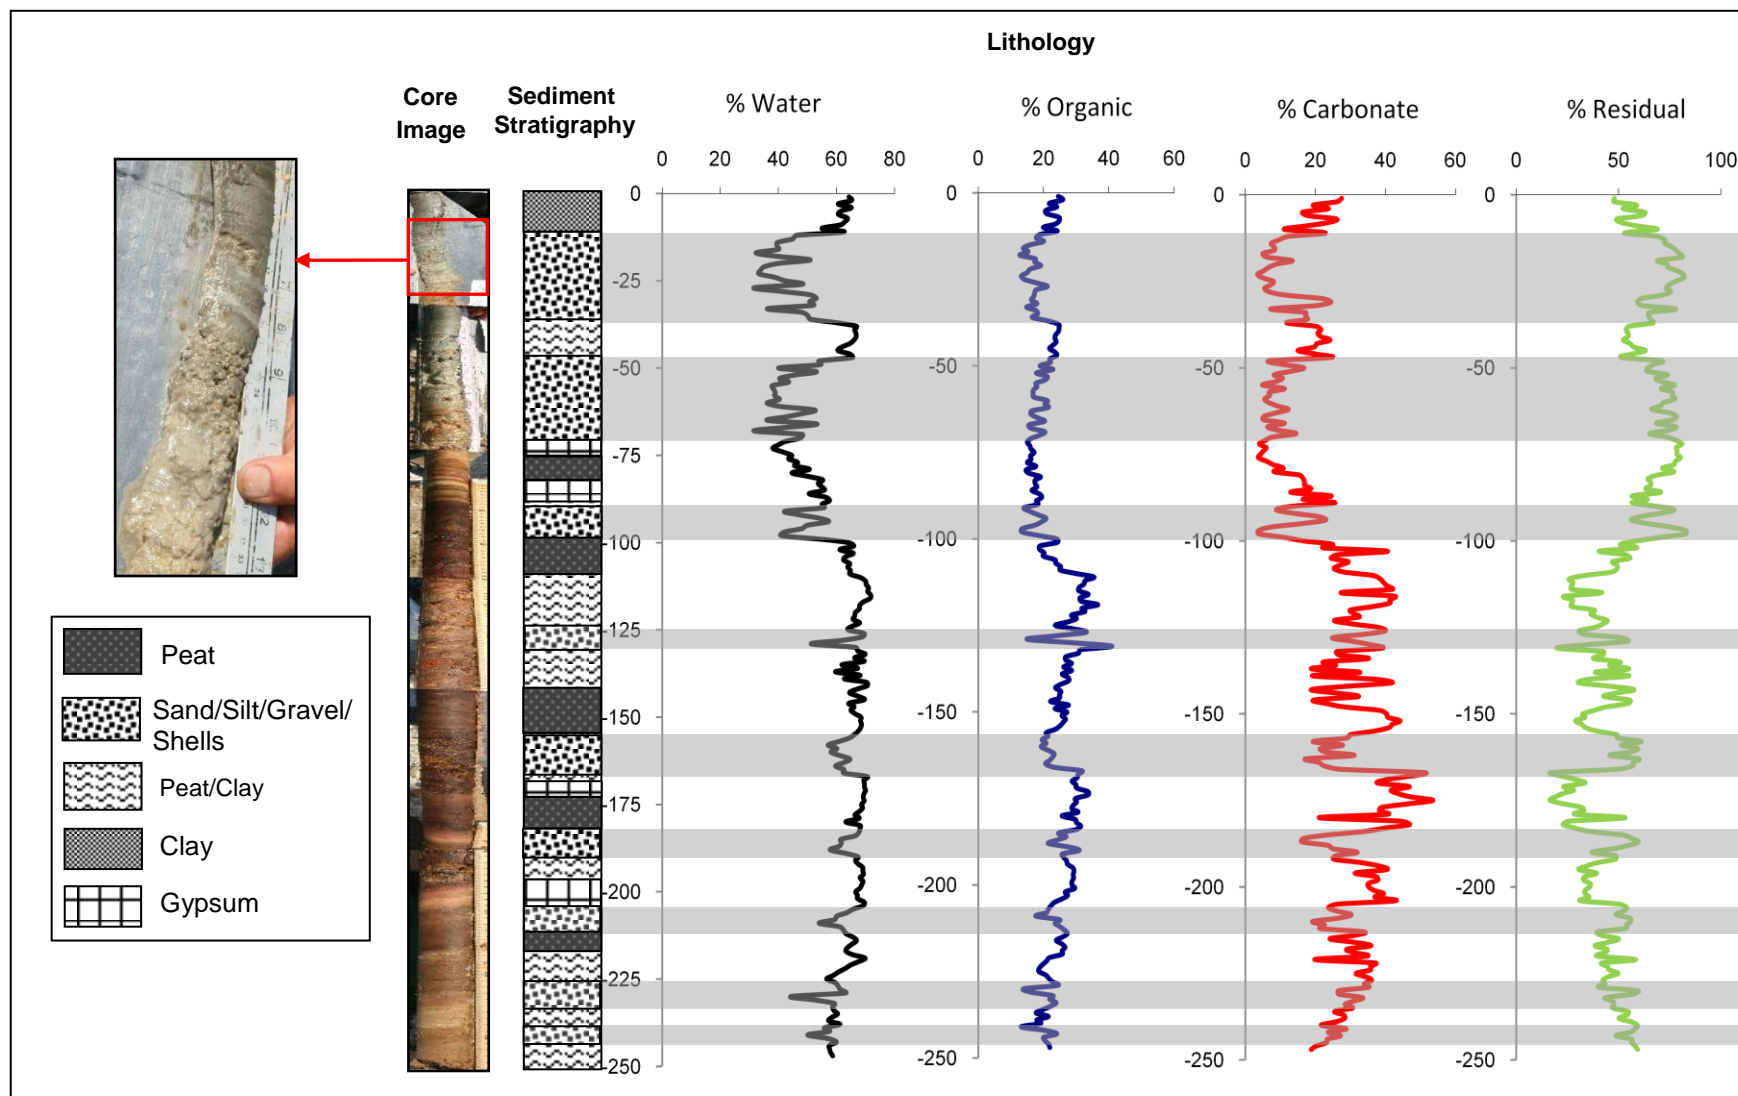 Lithology
Core
Image
Sediment
Stratigraphy
% Water
% Organic
% Carbonate
% Residual
0 20 40 60 80
0 20 40 60
0 20 40 60
0 50 100
0
-25
-50
-75
-100
-125
-150
-175
-200
-225
-250
0
-50
-100
-150
-200
-250
0
-50
-100
-150
-200
-250
0
-50
-100
-150
-200
-250
Peat
Sand/Silt/Gravel/
Shells
Peat/Clay
Clay
Gypsum